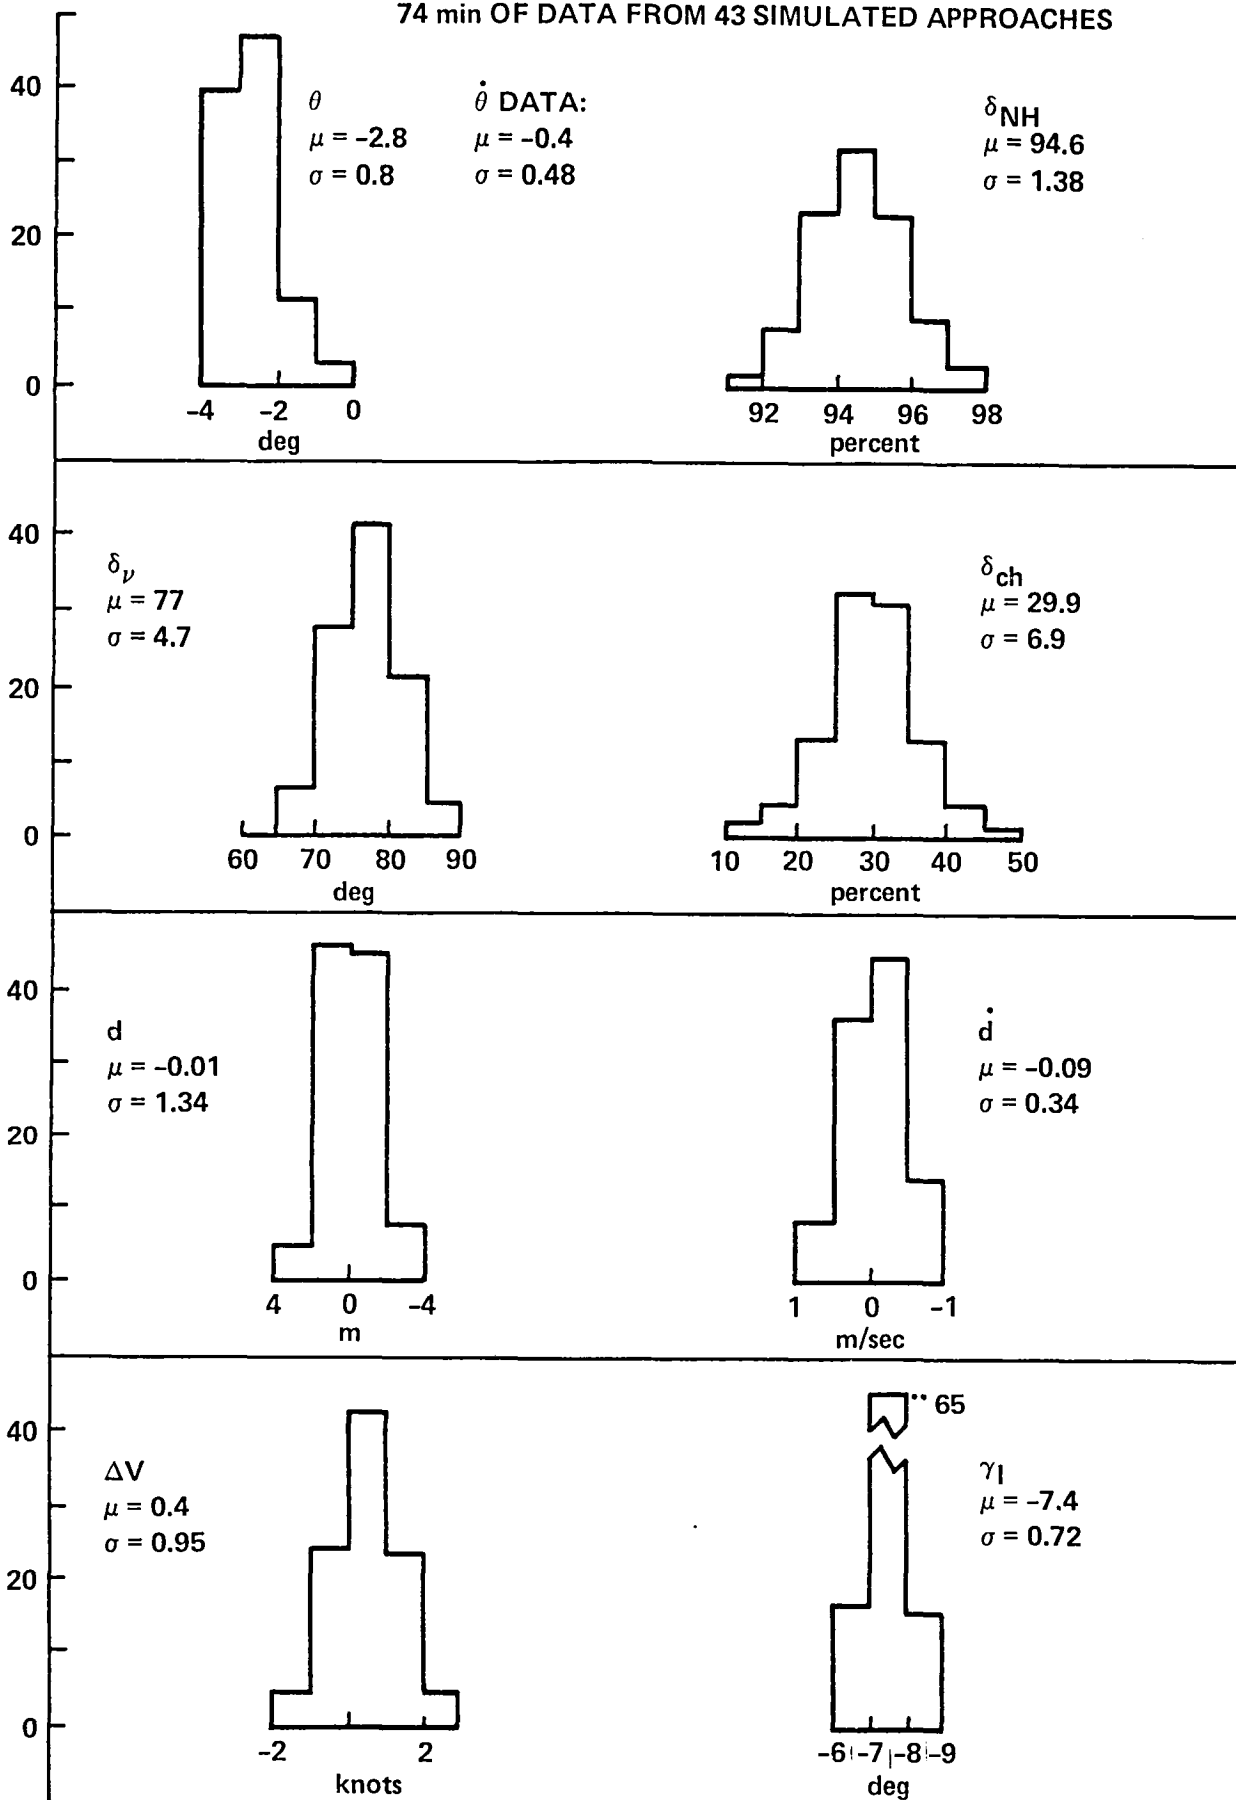 74 min OF DATA FROM 43 SIMULATED APPROACHES
40
20
0
θ
μ = -2.8
σ = 0.8
θ̇ DATA:
μ = -0.4
σ = 0.48
-4 -2 0
deg
δNH
μ = 94.6
σ = 1.38
92 94 96 98
percent
40
20
0
δν
μ = 77
σ = 4.7
60 70 80 90
deg
δch
μ = 29.9
σ = 6.9
10 20 30 40 50
percent
40
20
0
d
μ = -0.01
σ = 1.34
4 0 -4
m
ḋ
μ = -0.09
σ = 0.34
1 0 -1
m/sec
40
20
0
ΔV
μ = 0.4
σ = 0.95
-2 2
knots
65
γI
μ = -7.4
σ = 0.72
-6 -7 -8 -9
deg